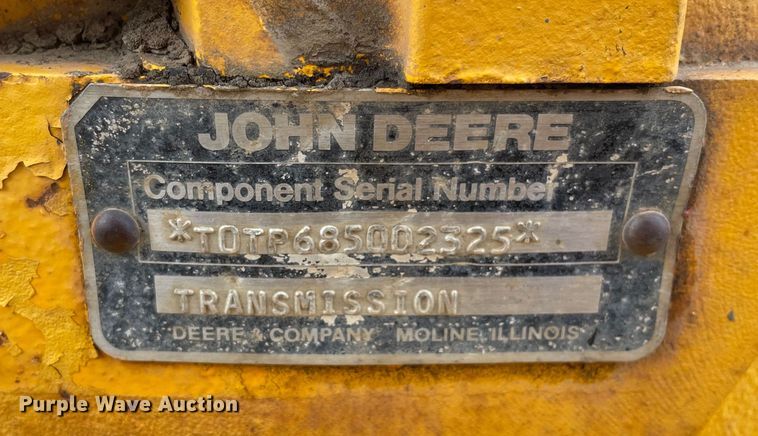 JOHN DEERE
Component Serial Number
*T0TP685002325*
TRANSMISSION
DEERE & COMPANY MOLINE, ILLINOIS
Purple Wave Auction